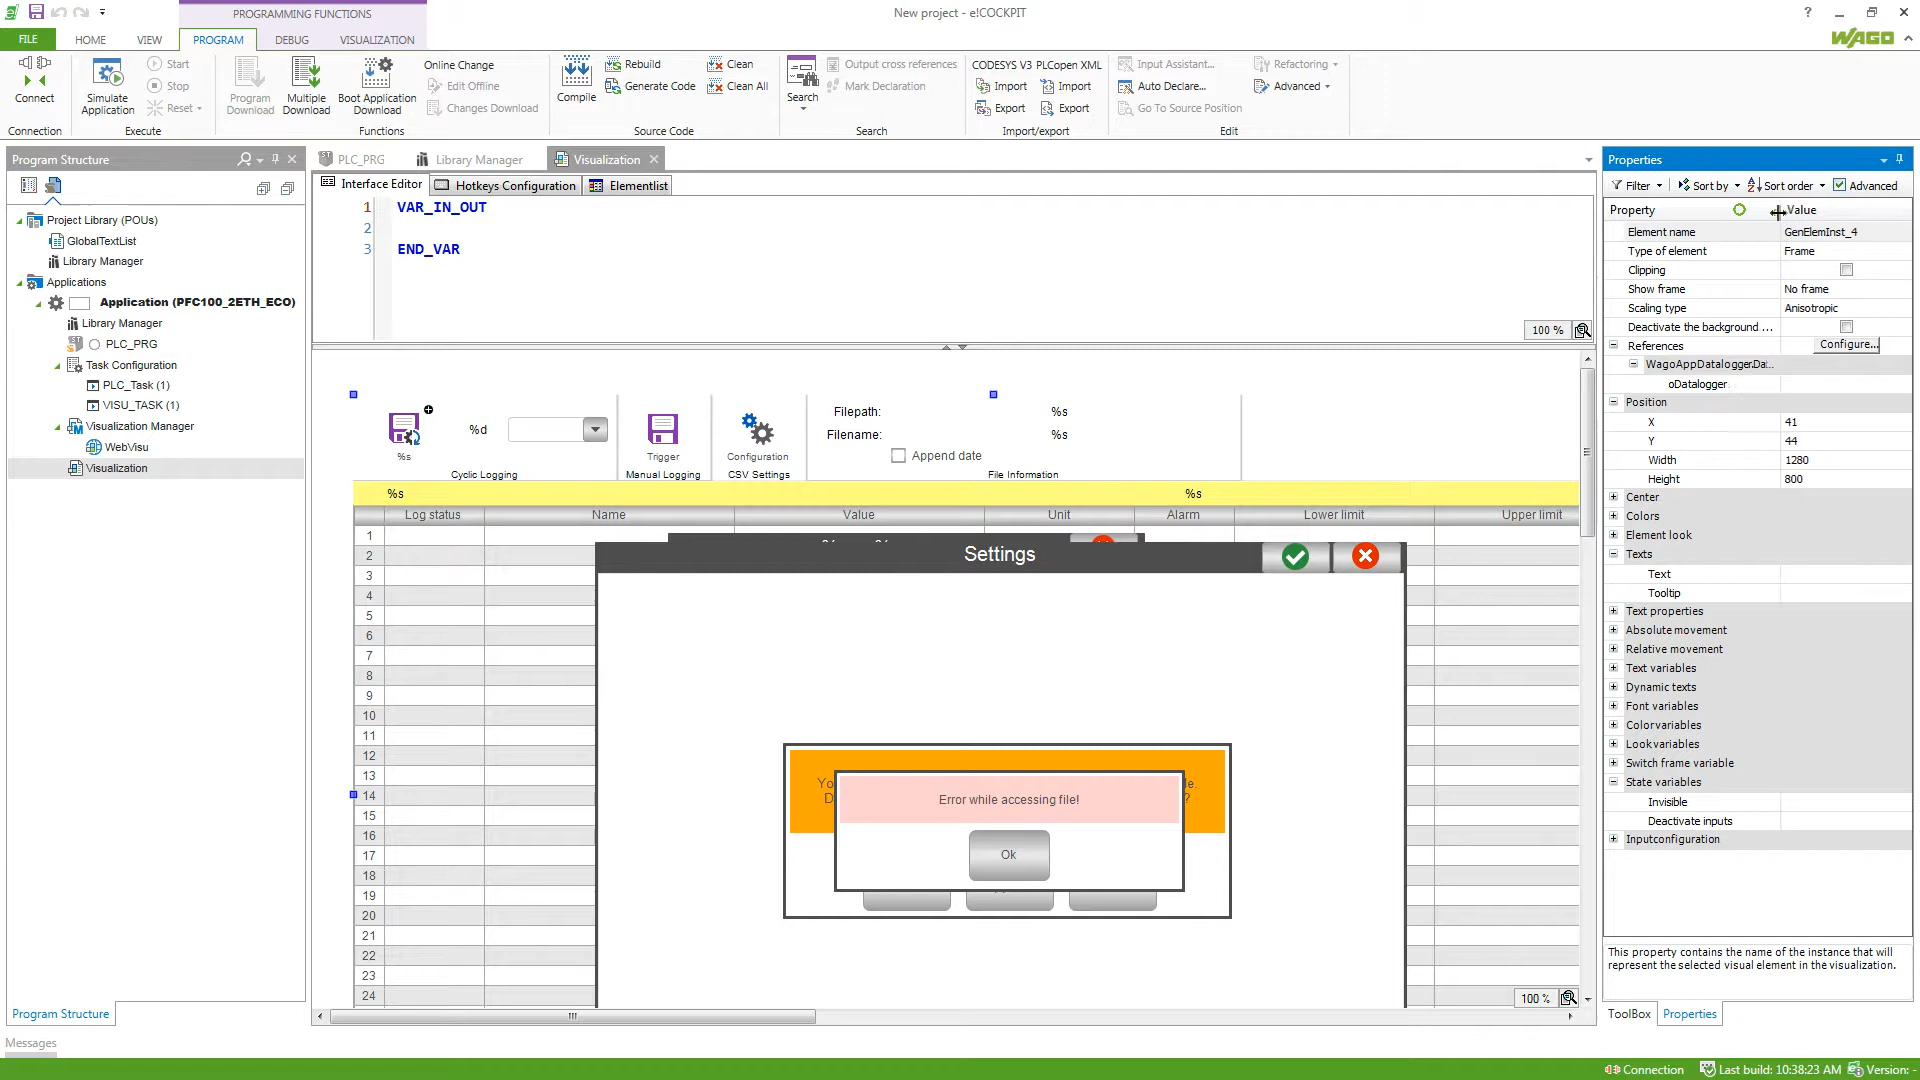 PROGRAMMING FUNCTIONS
New project - e!COCKPIT
FILE
HOME
VIEW
PROGRAM
DEBUG
VISUALIZATION
WAGO
Connect
Connection
Simulate
Application
Start
Stop
Reset
Execute
Program
Download
Multiple
Download
Boot Application
Download
Online Change
Edit Offline
Changes Download
Functions
Compile
Rebuild
Generate Code
Clean
Clean All
Source Code
Search
Output cross references
Mark Declaration
Search
CODESYS V3 PLCopen XML
Import
Import
Export
Export
Import/export
Input Assistant...
Auto Declare...
Go To Source Position
Refactoring
Advanced
Edit
Program Structure
Project Library (POUs)
GlobalTextList
Library Manager
Applications
Application (PFC100_2ETH_ECO)
Library Manager
PLC_PRG
Task Configuration
PLC_Task (1)
VISU_TASK (1)
Visualization Manager
WebVisu
Visualization
Program Structure
Messages
PLC_PRG
Library Manager
Visualization
Interface Editor
Hotkeys Configuration
Elementlist
1 VAR_IN_OUT
2
3 END_VAR
100 %
%s
%d
Cyclic Logging
Trigger
Manual Logging
Configuration
CSV Settings
Filepath: %s
Filename: %s
Append date
File Information
%s %s
Log status Name Value Unit Alarm Lower limit Upper limit
1
2
3
4
5
6
7
8
9
10
11
12
13
14
15
16
17
18
19
20
21
22
23
24
Settings
Error while accessing file!
Ok
100 %
Properties
Filter Sort by Sort order Advanced
Property Value
Element name GenElemInst_4
Type of element Frame
Clipping
Show frame No frame
Scaling type Anisotropic
Deactivate the background ...
References Configure...
WagoAppDatalogger.Da...
oDatalogger
Position
X 41
Y 44
Width 1280
Height 800
Center
Colors
Element look
Texts
Text
Tooltip
Text properties
Absolute movement
Relative movement
Text variables
Dynamic texts
Font variables
Colorvariables
Lookvariables
Switch frame variable
State variables
Invisible
Deactivate inputs
Inputconfiguration
This property contains the name of the instance that will
represent the selected visual element in the visualization.
ToolBox
Properties
Connection Last build: 10:38:23 AM Version: -